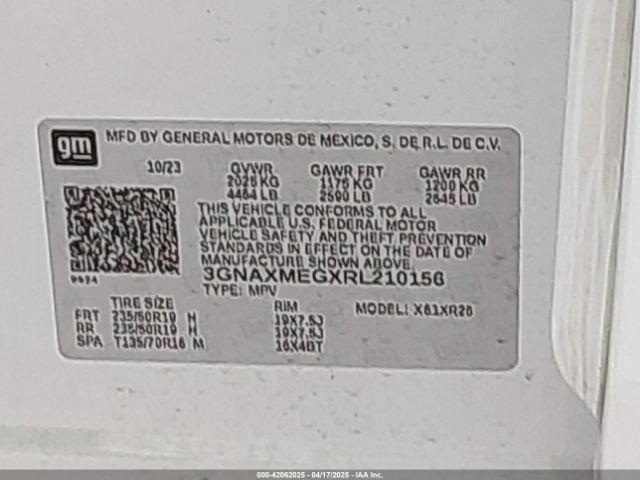 gm
MFD BY GENERAL MOTORS DE MEXICO, S. DE R.L. DE C.V.
10/23 GVWR GAWR FRT GAWR RR
2025 KG 1175 KG 1200 KG
4464 LB 2590 LB 2645 LB
THIS VEHICLE CONFORMS TO ALL
APPLICABLE U.S. FEDERAL MOTOR
VEHICLE SAFETY AND THEFT PREVENTION
STANDARDS IN EFFECT ON THE DATE OF
MANUFACTURE SHOWN ABOVE.
3GNAXMEGXRL210156
9674
TYPE: MPV
TIRE SIZE RIM MODEL: X61XR26
FRT 235/50R19 H 19X7.5J
RR 235/50R19 H 19X7.5J
SPA T135/70R16 M 16X4BT
000-42062025 - 04/17/2025 - IAA Inc.